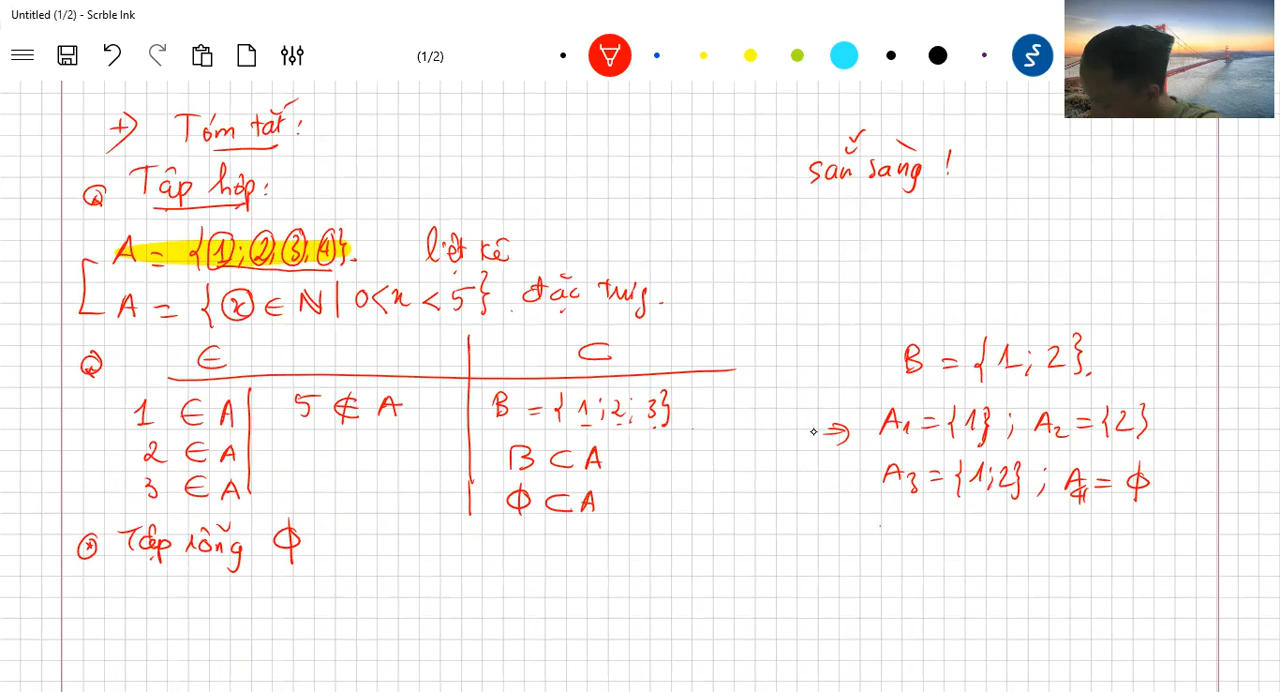 Untitled (1/2) - Scrble Ink
(1/2)
+) Tóm tắt:
Tập hợp:
sẵn sàng !
A = {1; 2; 3; 4}. liệt kê
A = {x ∈ N | 0 < x < 5}. đặc trưng.
∈ ⊂
1 ∈ A 5 ∉ A B = {1; 2; 3}
2 ∈ A B ⊂ A
3 ∈ A ϕ ⊂ A
Tập rỗng ϕ
B = {1; 2}.
=> A₁ = {1}; A₂ = {2}
A₃ = {1; 2}; A₄ = ϕ